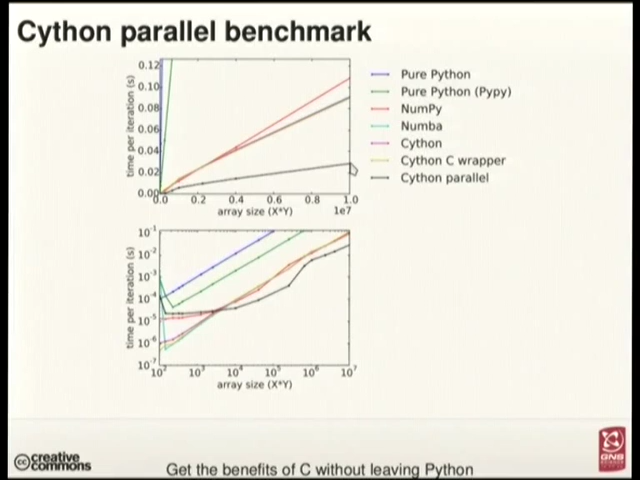 Cython parallel benchmark
time per iteration (s)
0.12
0.10
0.08
0.06
0.04
0.02
0.00
0.0 0.2 0.4 0.6 0.8 1.0
1e7
array size (X*Y)
Pure Python
Pure Python (Pypy)
NumPy
Numba
Cython
Cython C wrapper
Cython parallel
time per iteration (s)
10⁻¹
10⁻²
10⁻³
10⁻⁴
10⁻⁵
10⁻⁶
10⁻⁷
10² 10³ 10⁴ 10⁵ 10⁶ 10⁷
array size (X*Y)
cc creative commons
Get the benefits of C without leaving Python
GNS